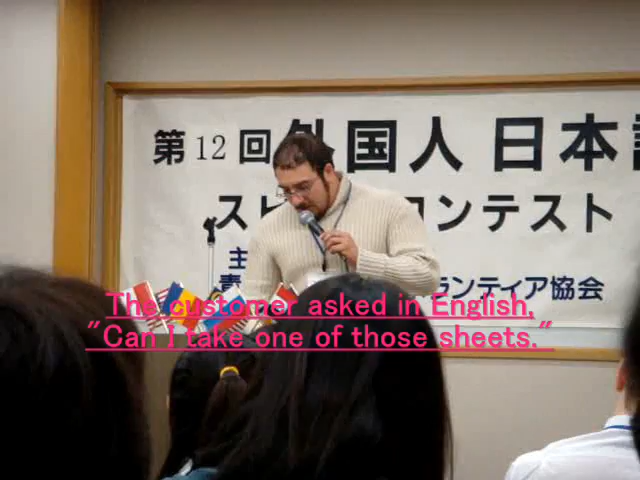 第12回外国人 日本
コンテスト
主
ランティア協会
The customer asked in English,
"Can I take one of those sheets."